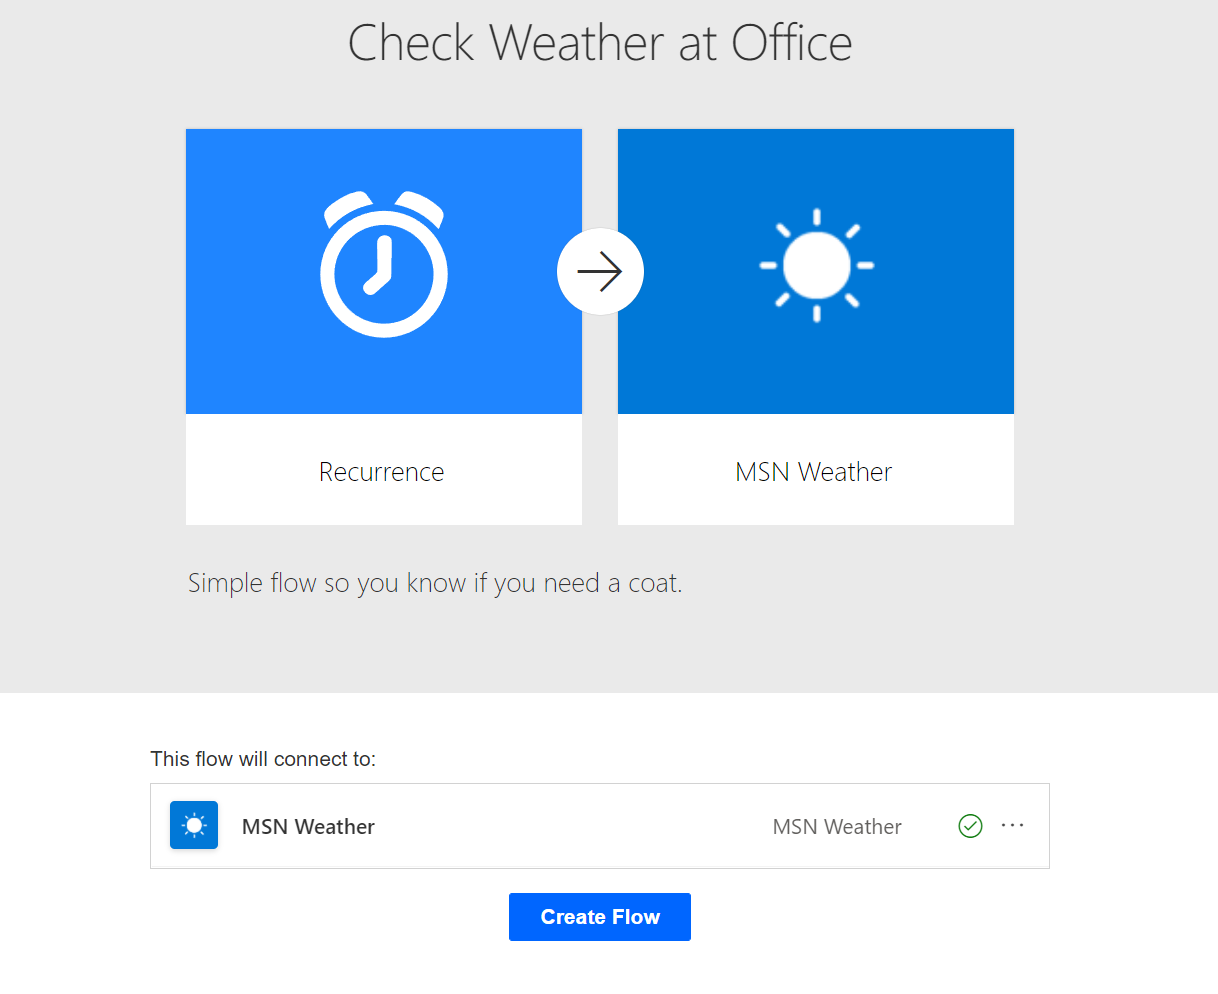 Check Weather at Office
Recurrence
MSN Weather
Simple flow so you know if you need a coat.
This flow will connect to:
MSN Weather MSN Weather
Create Flow